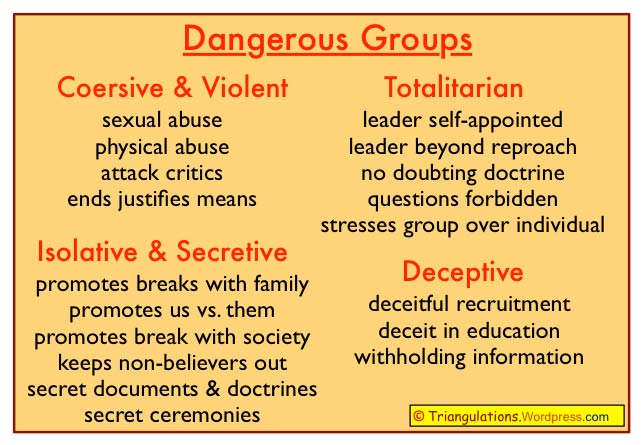 Dangerous Groups
Coersive & Violent
sexual abuse
physical abuse
attack critics
ends justifies means
Isolative & Secretive
promotes breaks with family
promotes us vs. them
promotes break with society
keeps non-believers out
secret documents & doctrines
secret ceremonies
Totalitarian
leader self-appointed
leader beyond reproach
no doubting doctrine
questions forbidden
stresses group over individual
Deceptive
deceitful recruitment
deceit in education
withholding information
© Triangulations.Wordpress.com